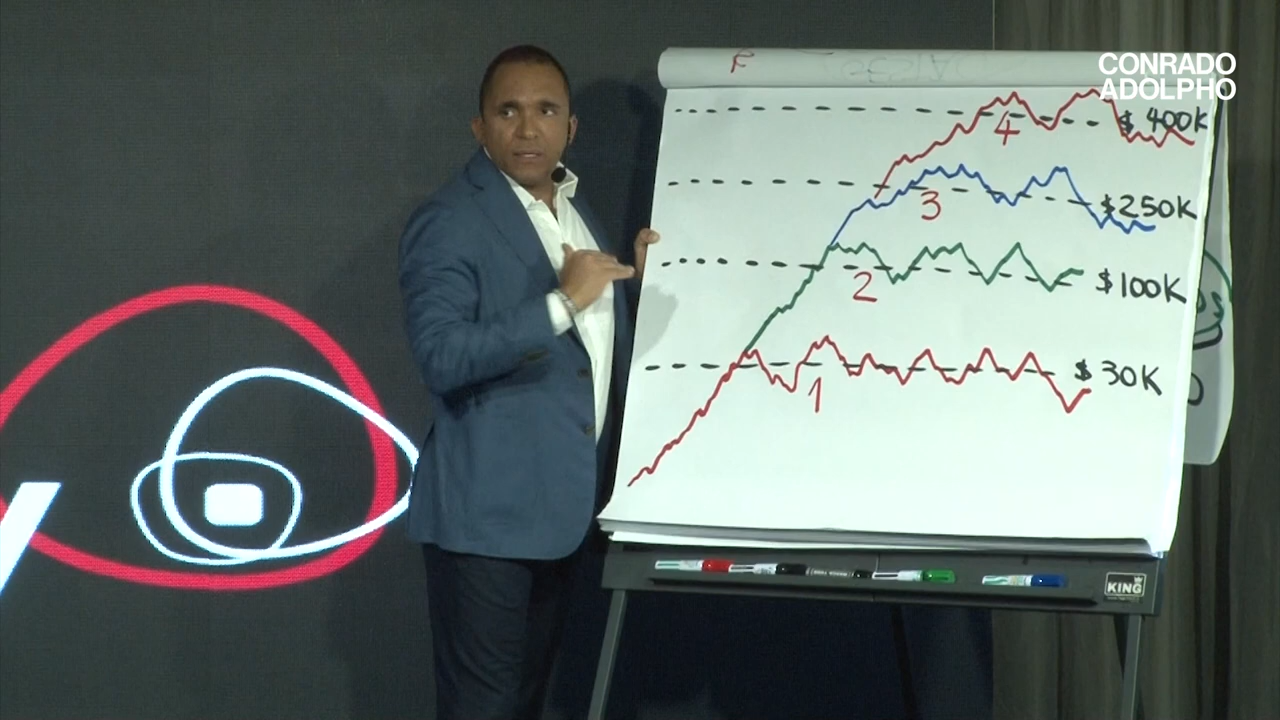 CONRADO
ADOLPHO
F
$ 400K
4
$250K
3
$100K
2
$ 30K
1
KING